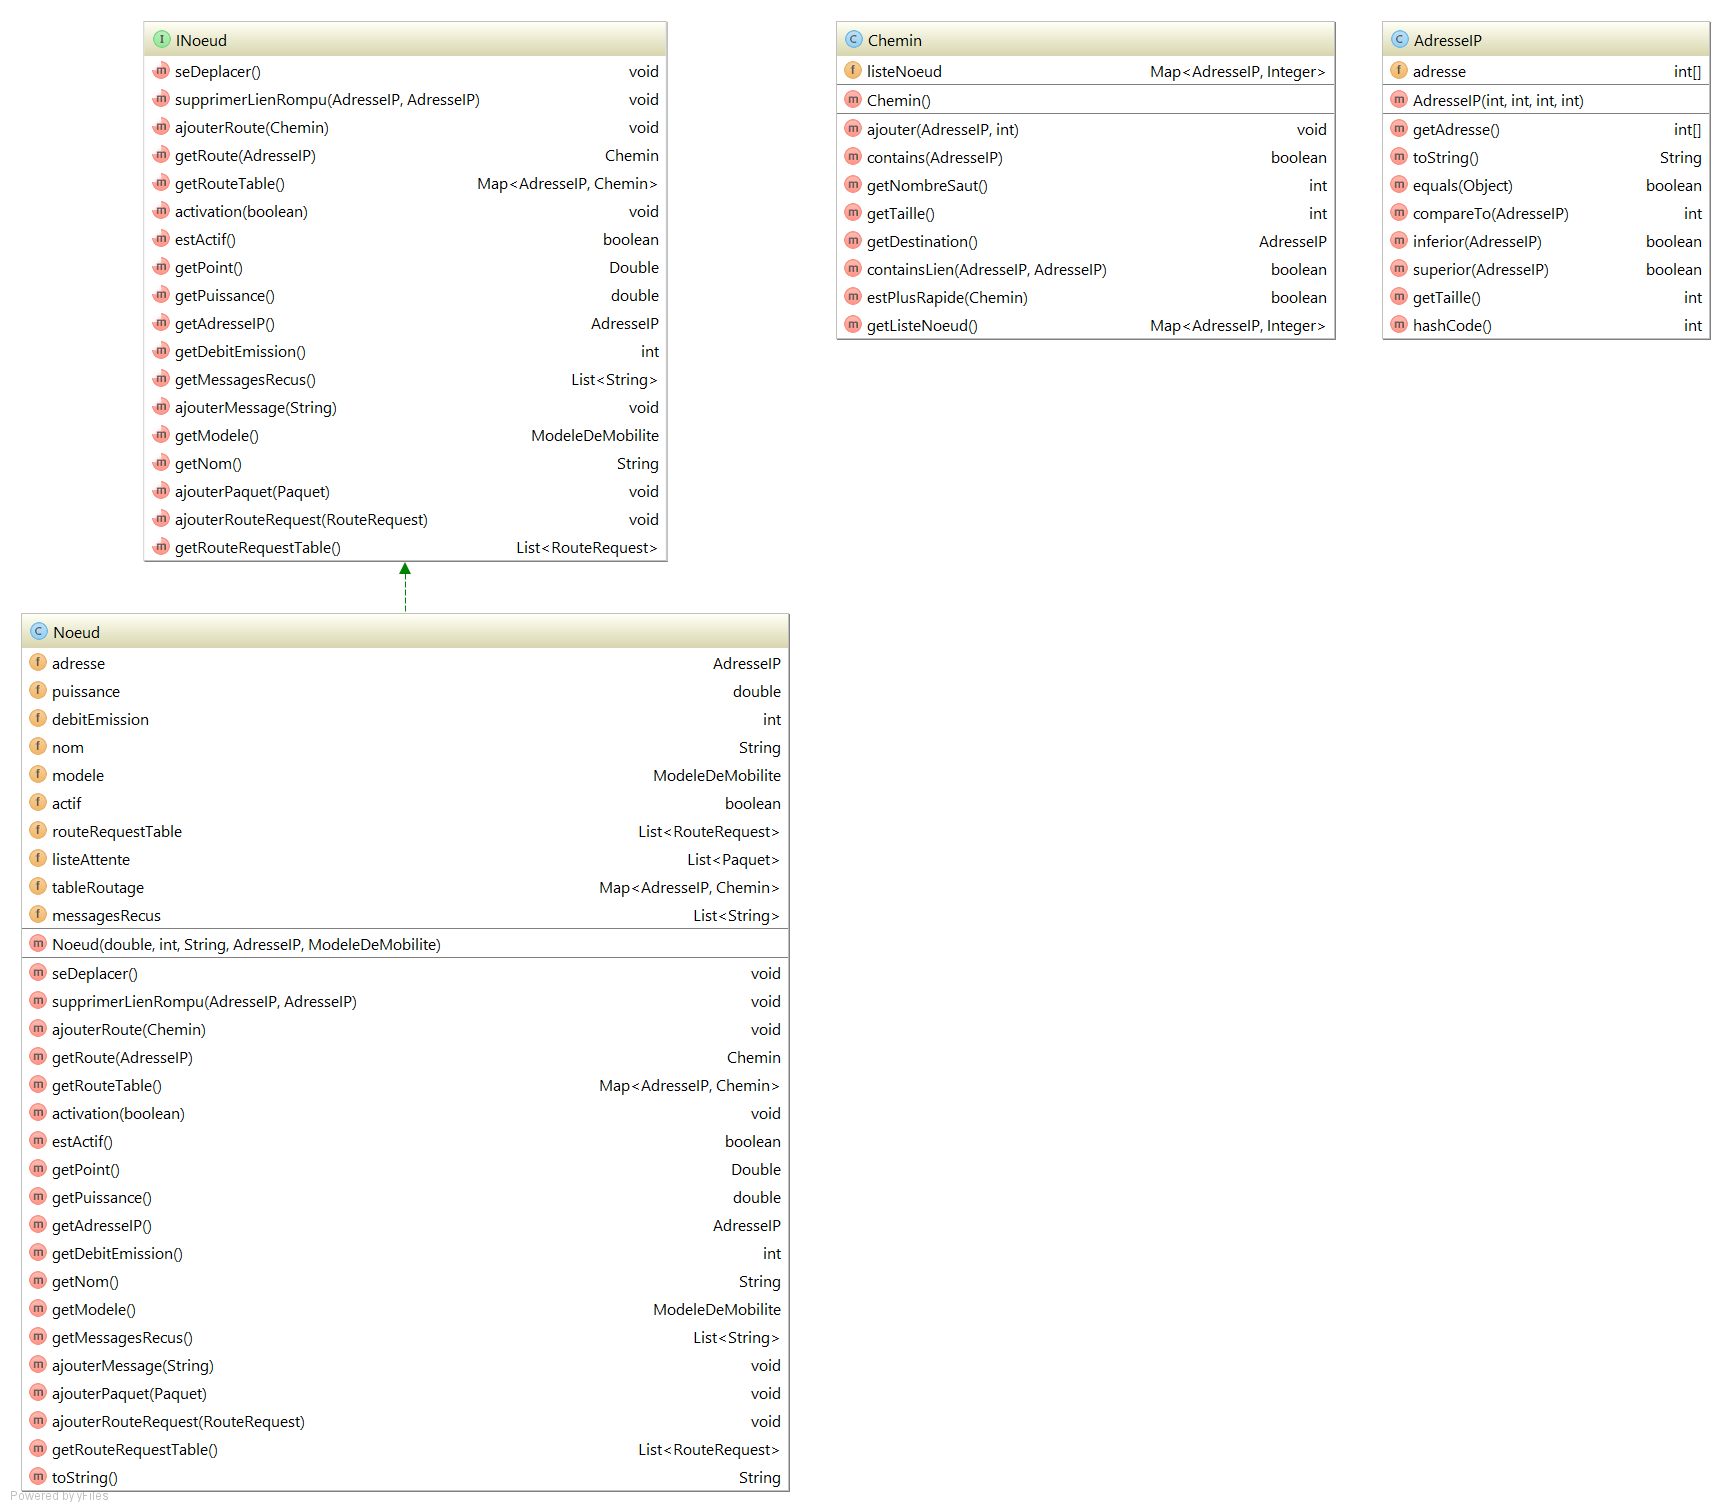 INoeud
seDeplacer() void
supprimerLienRompu(AdresseIP, AdresseIP) void
ajouterRoute(Chemin) void
getRoute(AdresseIP) Chemin
getRouteTable() Map<AdresseIP, Chemin>
activation(boolean) void
estActif() boolean
getPoint() Double
getPuissance() double
getAdresseIP() AdresseIP
getDebitEmission() int
getMessagesRecus() List<String>
ajouterMessage(String) void
getModele() ModeleDeMobilite
getNom() String
ajouterPaquet(Paquet) void
ajouterRouteRequest(RouteRequest) void
getRouteRequestTable() List<RouteRequest>
Chemin
listeNoeud Map<AdresseIP, Integer>
Chemin()
ajouter(AdresseIP, int) void
contains(AdresseIP) boolean
getNombreSaut() int
getTaille() int
getDestination() AdresseIP
containsLien(AdresseIP, AdresseIP) boolean
estPlusRapide(Chemin) boolean
getListeNoeud() Map<AdresseIP, Integer>
AdresseIP
adresse int[]
AdresseIP(int, int, int, int)
getAdresse() int[]
toString() String
equals(Object) boolean
compareTo(AdresseIP) int
inferior(AdresseIP) boolean
superior(AdresseIP) boolean
getTaille() int
hashCode() int
Noeud
adresse AdresseIP
puissance double
debitEmission int
nom String
modele ModeleDeMobilite
actif boolean
routeRequestTable List<RouteRequest>
listeAttente List<Paquet>
tableRoutage Map<AdresseIP, Chemin>
messagesRecus List<String>
Noeud(double, int, String, AdresseIP, ModeleDeMobilite)
seDeplacer() void
supprimerLienRompu(AdresseIP, AdresseIP) void
ajouterRoute(Chemin) void
getRoute(AdresseIP) Chemin
getRouteTable() Map<AdresseIP, Chemin>
activation(boolean) void
estActif() boolean
getPoint() Double
getPuissance() double
getAdresseIP() AdresseIP
getDebitEmission() int
getNom() String
getModele() ModeleDeMobilite
getMessagesRecus() List<String>
ajouterMessage(String) void
ajouterPaquet(Paquet) void
ajouterRouteRequest(RouteRequest) void
getRouteRequestTable() List<RouteRequest>
toString() String
Powered by yFiles